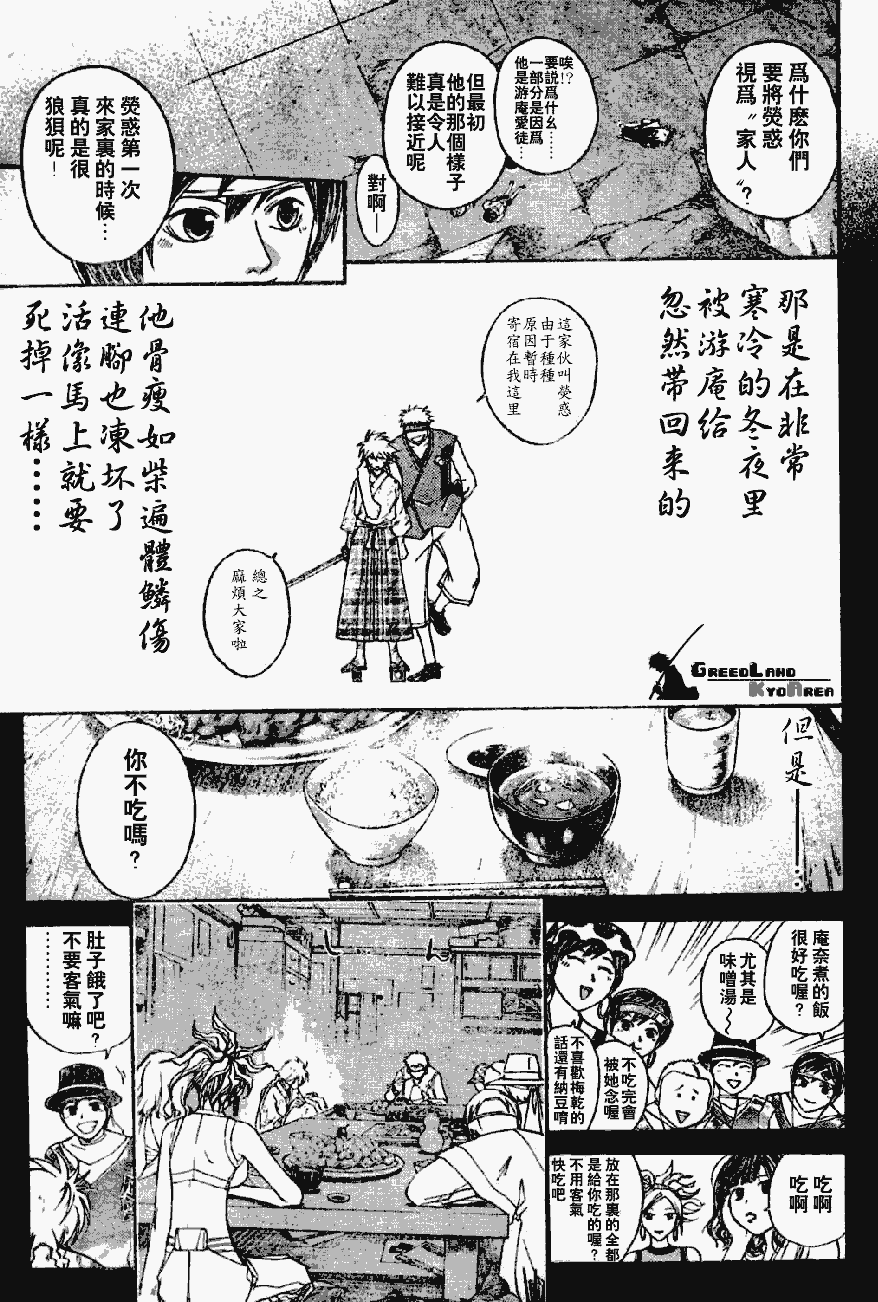 爲什麽你們
要將熒惑
視爲〝家人〞?
唉!?
要說爲什幺……
一部分是因爲
他是游庵愛徒…
但最初
他的那個樣子
真是令人
難以接近呢
對啊—
熒惑第一次
來家裏的時候…
真的是很
狼狽呢!
那是在非常
寒冷的冬夜里
被游庵给
忽然带回来的
這家伙叫熒惑
由于種種
原因暫時
寄宿在我這里
總之
麻煩大家啦
他骨瘦如柴遍體鱗傷
連腳也凍坏了
活像馬上就要
死掉一樣……
GREEDLAND
KYOAREA
但是——…
你不吃嗎?
庵奈煮的飯
很好吃喔?
尤其是
味噌湯~
不吃完會
被她念喔
不喜歡梅乾的
話還有納豆唷
吃啊
吃啊
放在那裏的全都
是給你吃的喔?
不用客氣
快吃吧
肚子餓了吧?
不要客氣嘛
…………